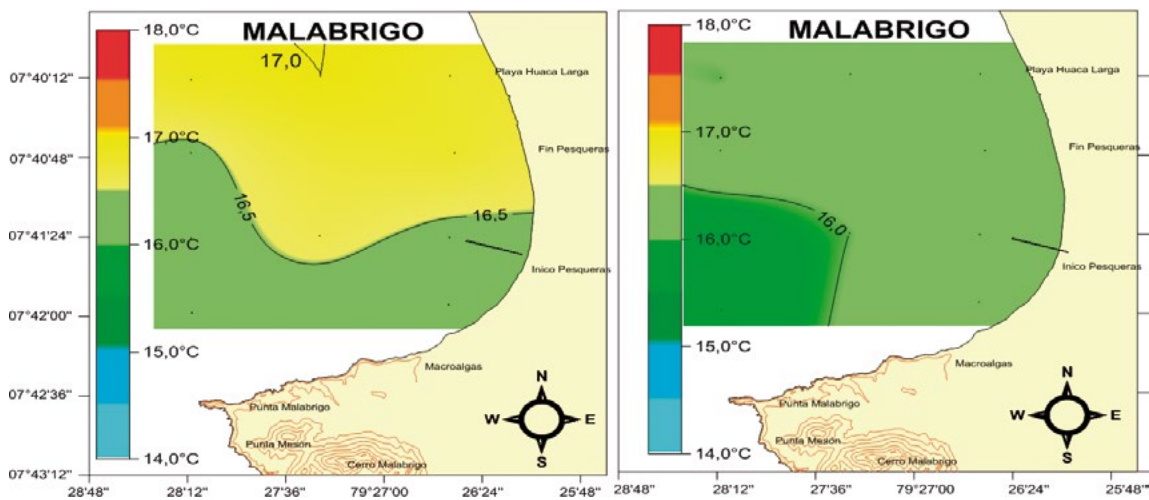 MALABRIGO
18,0°C
17,0°C
16,0°C
15,0°C
14,0°C
07°40'12"
07°40'48"
07°41'24"
07°42'00"
07°42'36"
07°43'12"
17,0
16,5
16,5
Playa Huaca Larga
Fin Pesqueras
Inico Pesqueras
Macroalgas
Punta Malabrigo
Punta Mesón
Cerro Malabrigo
N
W E
S
28'48" 28'12" 27'36" 79°27'00" 26'24" 25'48"
MALABRIGO
18,0°C
17,0°C
16,0°C
15,0°C
14,0°C
16,0
Playa Huaca Larga
Fin Pesqueras
Inico Pesqueras
Macroalgas
Punta Malabrigo
Punta Mesón
Cerro Malabrigo
N
W E
S
28'12" 27'36" 79°27'00" 26'24" 25'48"